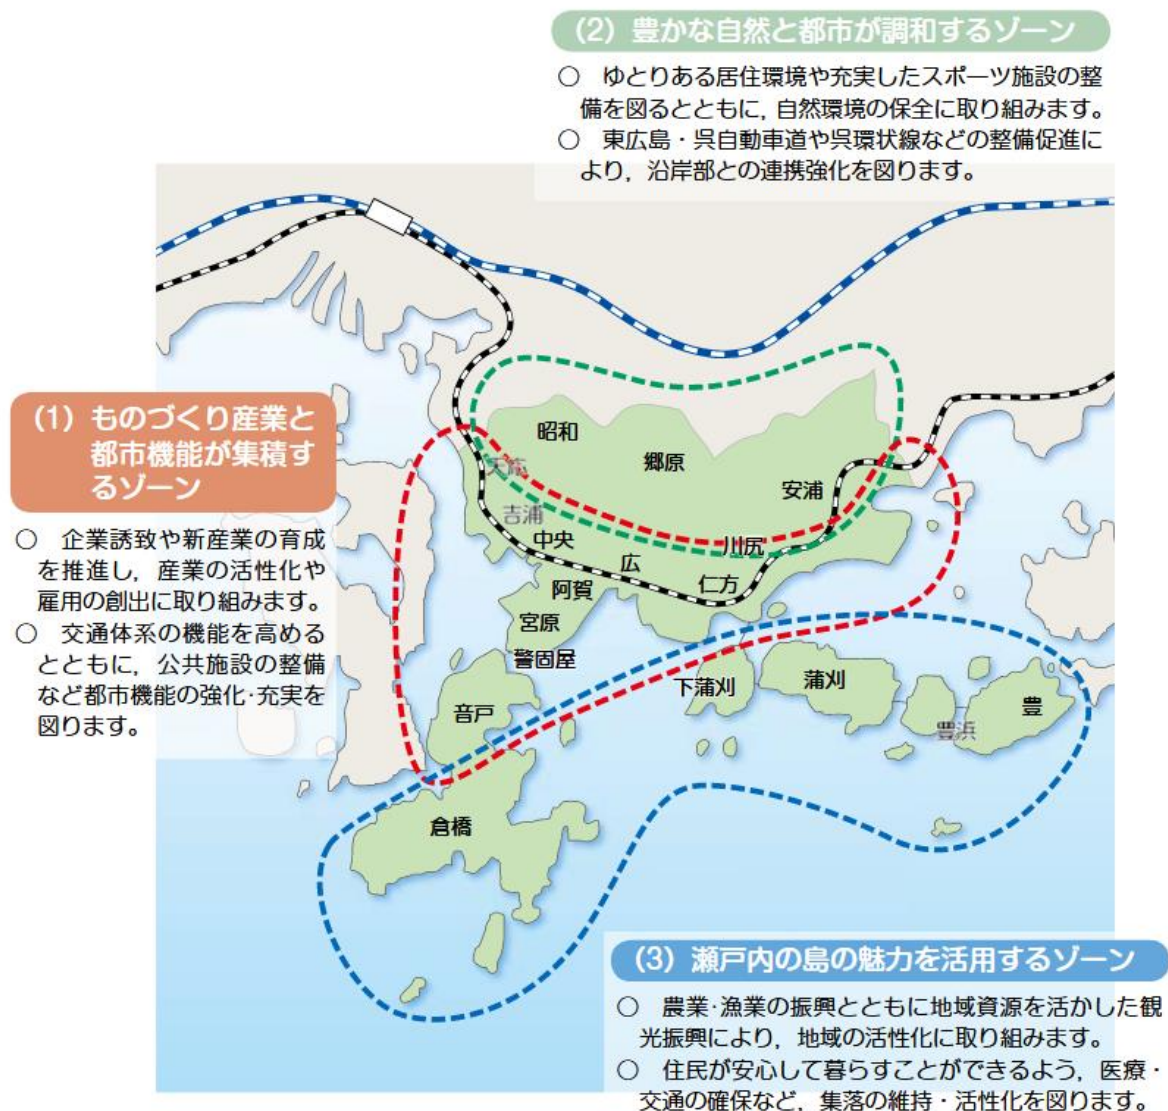 (2) 豊かな自然と都市が調和するゾーン
○ ゆとりある居住環境や充実したスポーツ施設の整
備を図るとともに，自然環境の保全に取り組みます。
○ 東広島・呉自動車道や呉環状線などの整備促進に
より，沿岸部との連携強化を図ります。
(1) ものづくり産業と
都市機能が集積す
るゾーン
○ 企業誘致や新産業の育成
を推進し，産業の活性化や
雇用の創出に取り組みます。
○ 交通体系の機能を高める
とともに，公共施設の整備
など都市機能の強化・充実を
図ります。
昭和
郷原
天応
安浦
吉浦
中央
川尻
広
阿賀
仁方
宮原
警固屋
下蒲刈
蒲刈
音戸
豊
豊浜
倉橋
(3) 瀬戸内の島の魅力を活用するゾーン
○ 農業・漁業の振興とともに地域資源を活かした観
光振興により，地域の活性化に取り組みます。
○ 住民が安心して暮らすことができるよう，医療・
交通の確保など，集落の維持・活性化を図ります。